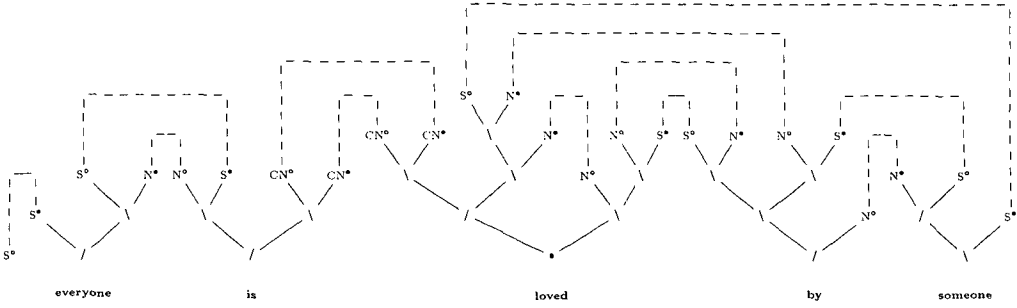 S° N•
CN° CN• \ N• N° S• S° N• N° S•
S° N• N° S• CN° CN• / \ N° \ \ \ N• S°
S• \ \ / / \ \ N° / S•
S° / / • / \
everyone is loved by someone